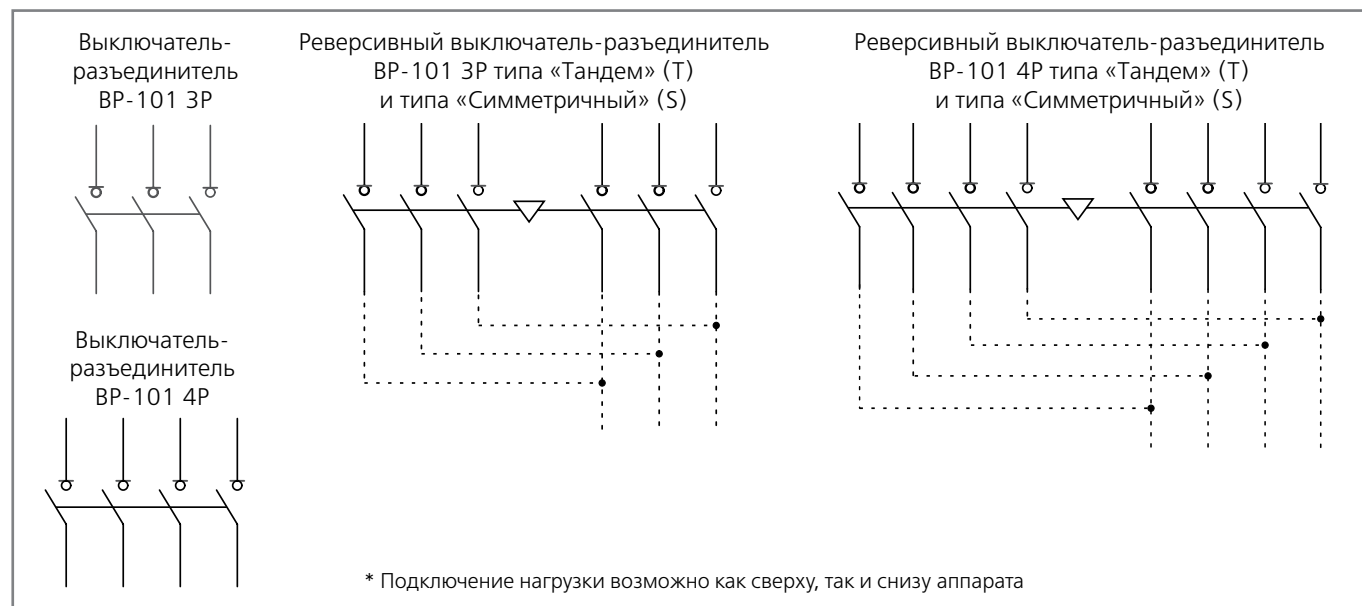 Выключатель-
разъединитель
ВР-101 3Р
Реверсивный выключатель-разъединитель
ВР-101 3Р типа «Тандем» (Т)
и типа «Симметричный» (S)
Реверсивный выключатель-разъединитель
ВР-101 4Р типа «Тандем» (Т)
и типа «Симметричный» (S)
Выключатель-
разъединитель
ВР-101 4Р
* Подключение нагрузки возможно как сверху, так и снизу аппарата